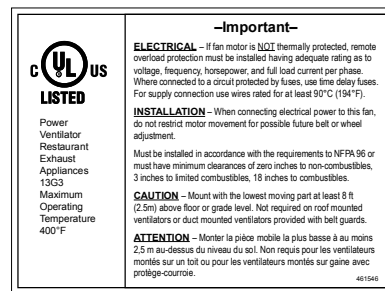 –Important–
C UL US
LISTED
Power
Ventilator
Restaurant
Exhaust
Appliances
13G3
Maximum
Operating
Temperature
400°F
ELECTRICAL – If fan motor is NOT thermally protected, remote
overload protection must be installed having adequate rating as to
voltage, frequency, horsepower, and full load current per phase.
Where connected to a circuit protected by fuses, use time delay fuses.
For supply connection use wires rated for at least 90°C (194°F).
INSTALLATION – When connecting electrical power to this fan,
do not restrict motor movement for possible future belt or wheel
adjustment.
Must be installed in accordance with the requirements to NFPA 96 or
must have minimum clearances of zero inches to non-combustibles,
3 inches to limited combustibles, 18 inches to combustibles.
CAUTION – Mount with the lowest moving part at least 8 ft
(2.5m) above floor or grade level. Not required on roof mounted
ventilators or duct mounted ventilators provided with belt guards.
ATTENTION – Monter la pièce mobile la plus basse à au moins
2,5 m au-dessus du niveau du sol. Non requis pour les ventilateurs
montés sur un toit ou pour les ventilateurs montés sur gaine avec
protège-courroie.
461546